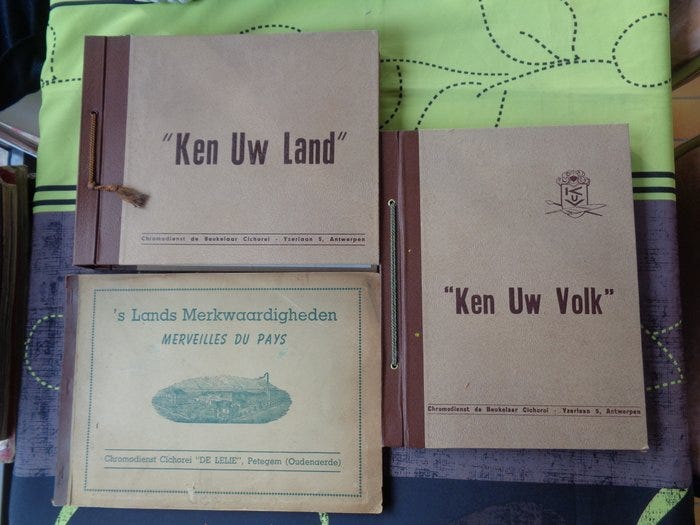 "Ken Uw Land"
Chromodienst de Beukelaar Cichorei - Yzerlaan 5, Antwerpen
"Ken Uw Volk"
Chromodienst de Beukelaar Cichorei - Yzerlaan 5, Antwerpen
's Lands Merkwaardigheden
MERVEILLES DU PAYS
Chromodienst Cichorei "DE LELIE", Petegem (Oudenaerde)